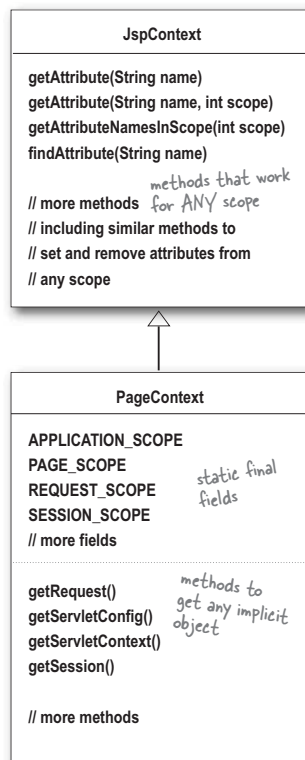 JspContext
getAttribute(String name)
getAttribute(String name, int scope)
getAttributeNamesInScope(int scope)
findAttribute(String name)
methods that work
for ANY scope
// more methods
// including similar methods to
// set and remove attributes from
// any scope
PageContext
APPLICATION_SCOPE
PAGE_SCOPE
REQUEST_SCOPE
SESSION_SCOPE
// more fields
static final
fields
getRequest()
getServletConfig()
getServletContext()
getSession()
methods to
get any implicit
object
// more methods